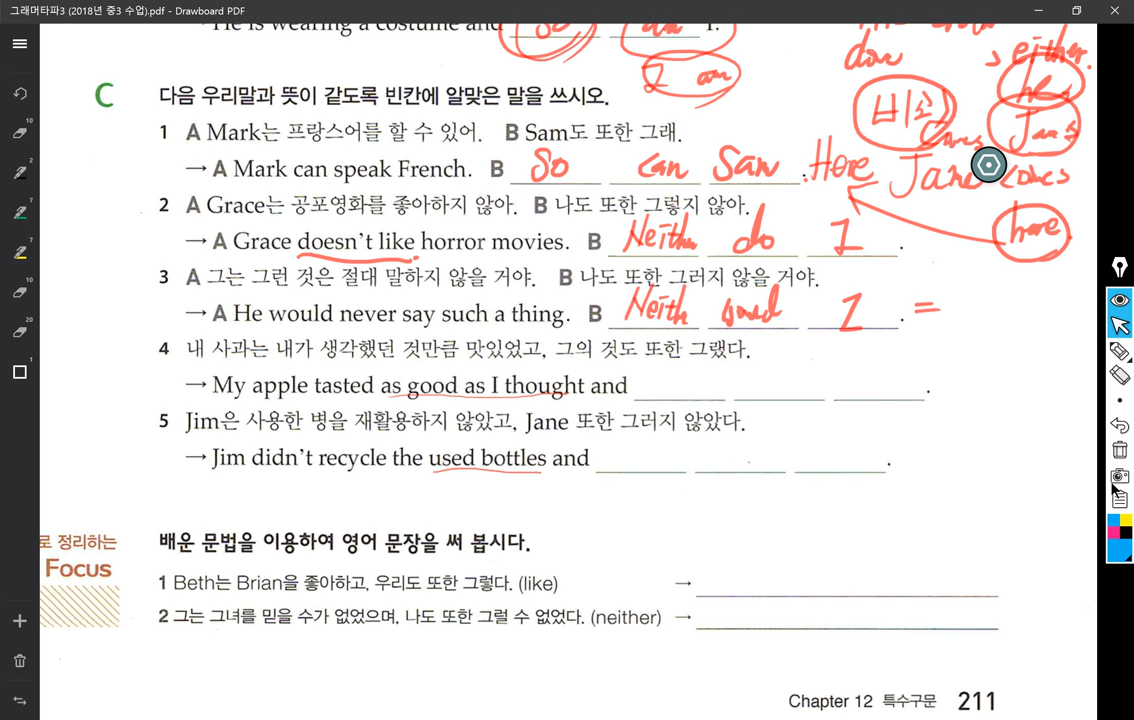 그래머타파3 (2018년 중3 수업).pdf - Drawboard PDF
He is wearing a costume and so am I.
I am
either.
C 다음 우리말과 뜻이 같도록 빈칸에 알맞은 말을 쓰시오.
비교
1 A Mark는 프랑스어를 할 수 있어. B Sam도 또한 그래.
→ A Mark can speak French. B So can Sam.
Here Jane comes
2 A Grace는 공포영화를 좋아하지 않아. B 나도 또한 그렇지 않아.
here
→ A Grace doesn't like horror movies. B Neither do I.
3 A 그는 그런 것은 절대 말하지 않을 거야. B 나도 또한 그러지 않을 거야.
→ A He would never say such a thing. B I. =
4 내 사과는 내가 생각했던 것만큼 맛있었고, 그의 것도 또한 그랬다.
→ My apple tasted as good as I thought and .
5 Jim은 사용한 병을 재활용하지 않았고, Jane 또한 그러지 않았다.
→ Jim didn't recycle the used bottles and .
로 정리하는
Focus
배운 문법을 이용하여 영어 문장을 써 봅시다.
1 Beth는 Brian을 좋아하고, 우리도 또한 그렇다. (like) →
2 그는 그녀를 믿을 수가 없었으며, 나도 또한 그럴 수 없었다. (neither) →
Chapter 12 특수구문 211
10
2
7
7
10
20
1